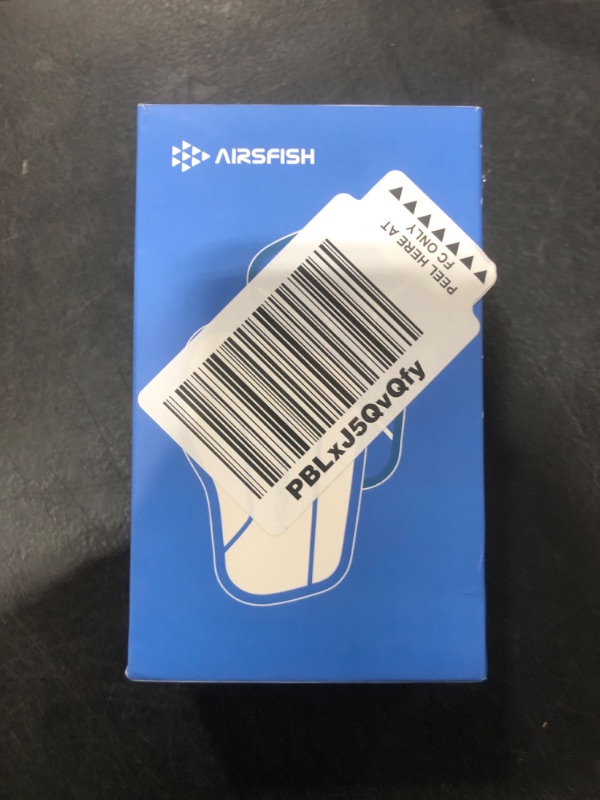 AIRSFISH
PEEL HERE AT
FC ONLY
PBLxJ5QvQfy